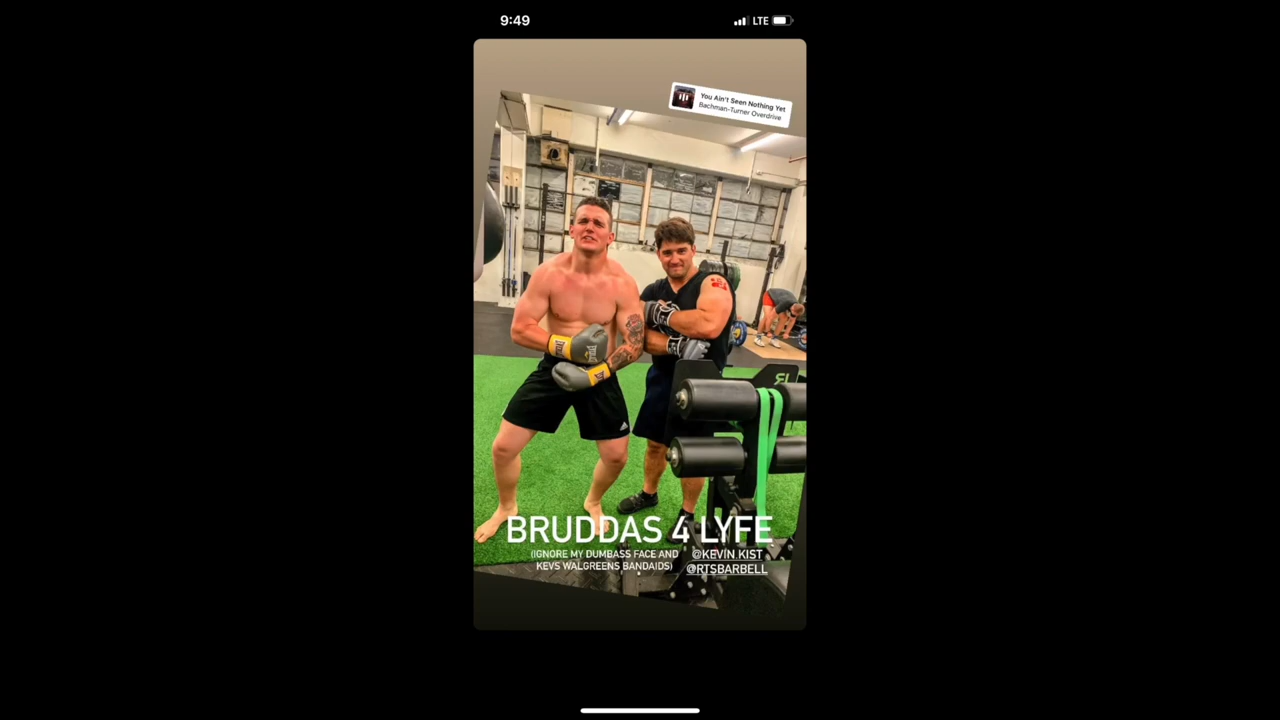 9:49
LTE
You Ain't Seen Nothing Yet
Bachman-Turner Overdrive
BRUDDAS 4 LYFE
(IGNORE MY DUMBASS FACE AND
KEVS WALGREENS BANDAIDS)
@KEVIN.KIST
@RTSBARBELL